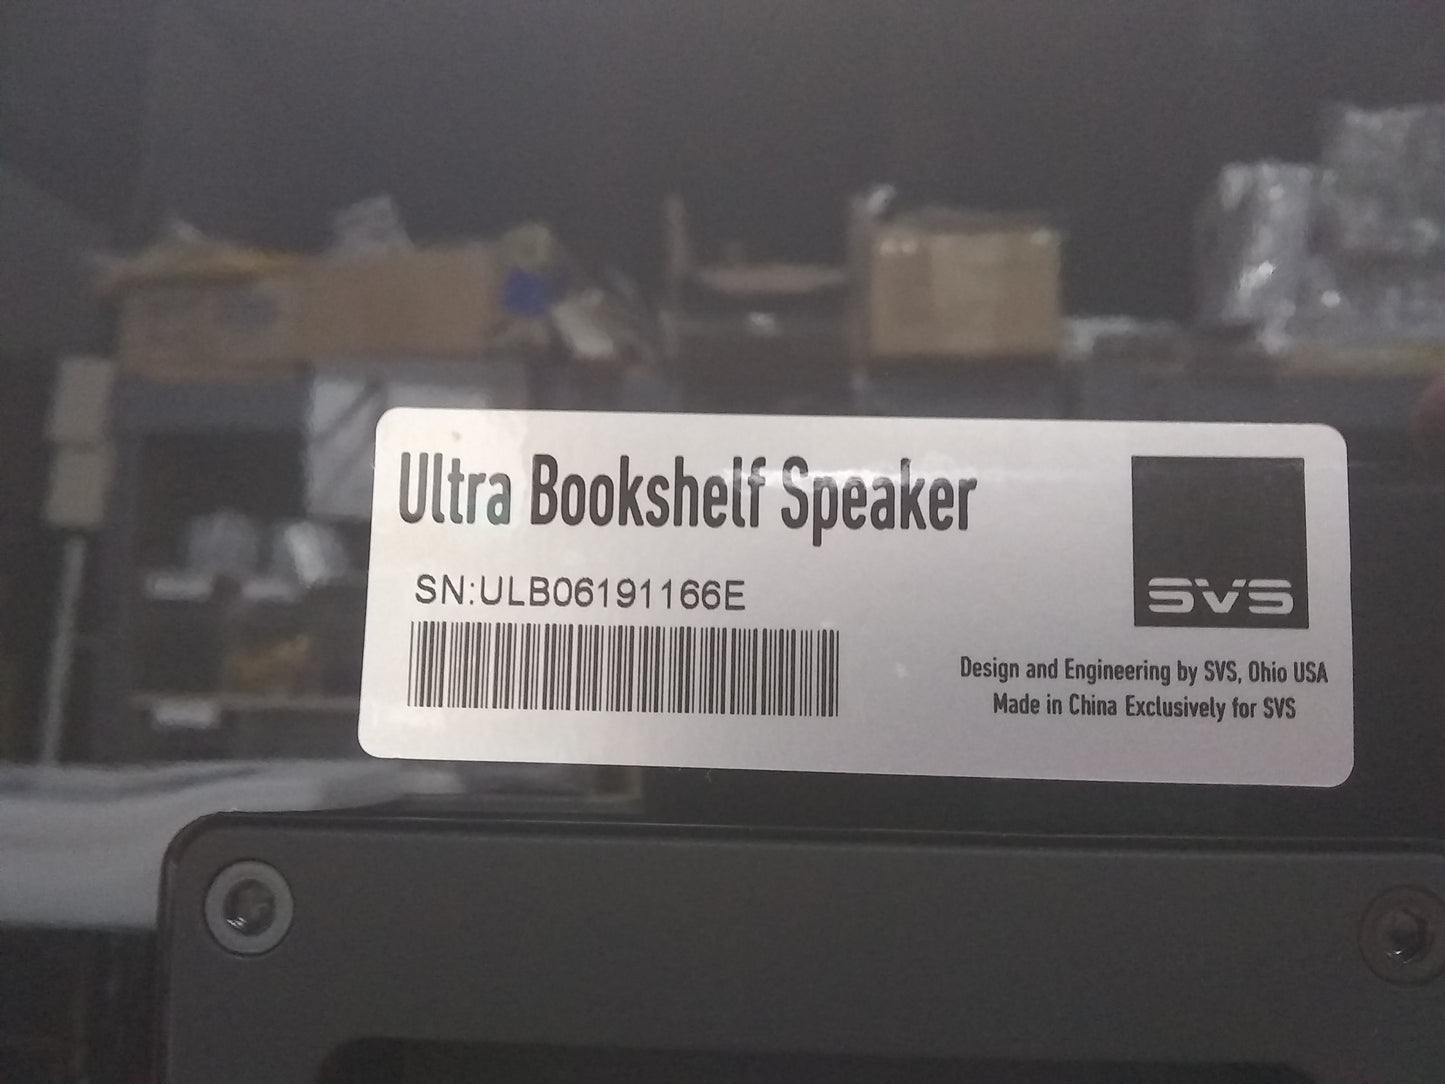 Ultra Bookshelf Speaker
SN:ULB06191166E
SVS
Design and Engineering by SVS, Ohio USA
Made in China Exclusively for SVS